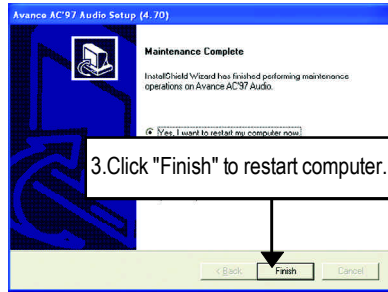 Avance AC'97 Audio Setup (4.70)
Maintenance Complete
InstallShield Wizard has finished performing maintenance
operations on Avance AC'97 Audio.
Yes, I want to restart my computer now.
3.Click "Finish" to restart computer.
< Back Finish Cancel